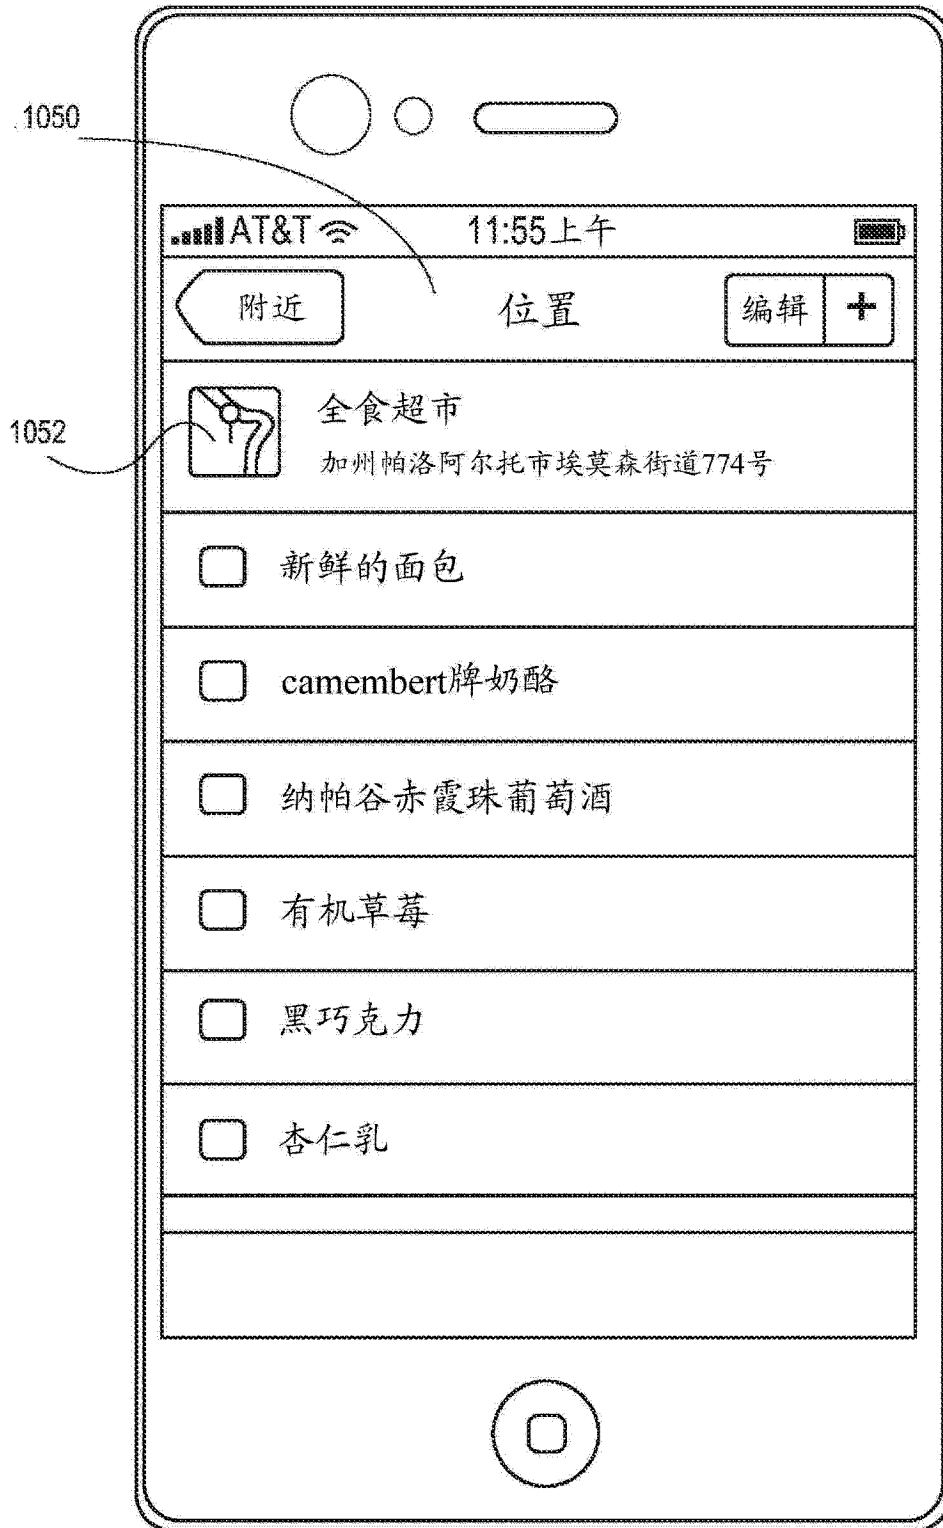 1050
AT&T 11:55上午
附近 位置 编辑 +
1052
全食超市
加州帕洛阿尔托市埃莫森街道774号
新鲜的面包
camembert牌奶酪
纳帕谷赤霞珠葡萄酒
有机草莓
黑巧克力
杏仁乳